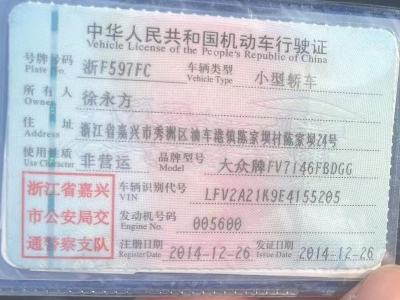 中华人民共和国机动车行驶证
Vehicle License of the People's Republic of China
号牌号码 浙F597FC 车辆类型 小型轿车
Plate No. Vehicle Type
所有人 徐永方
Owner
住址 浙江省嘉兴市秀洲区油车港镇陈家坝村陈家坝24号
Address
使用性质 非营运 品牌型号 大众牌FV7146FBDGG
Use Character Model
浙江省嘉兴
市公安局交
通警察支队
车辆识别代号 LFV2A21K9E4155205
VIN
发动机号码 005600
Engine No.
注册日期 2014-12-26 发证日期 2014-12-26
Register Date Issue Date